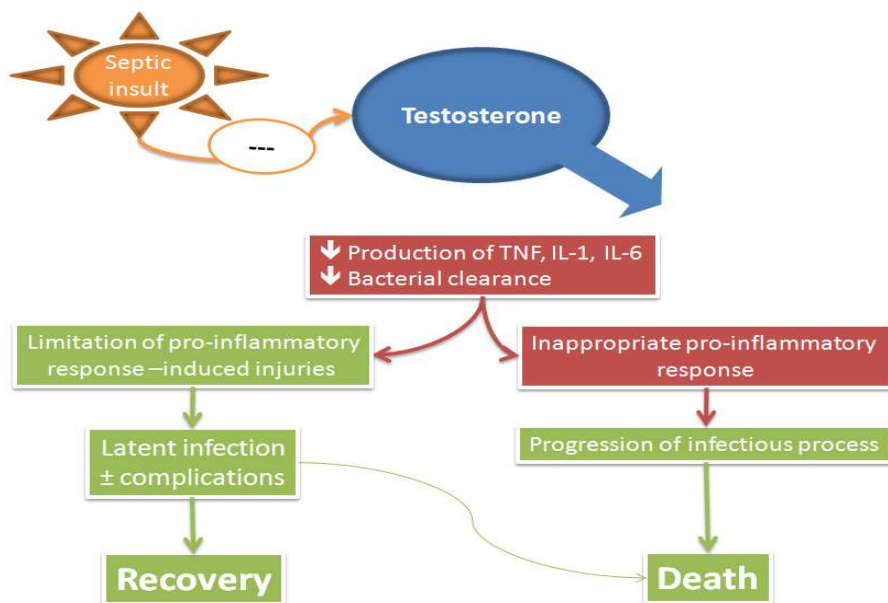 Septic
insult
---
Testosterone
🡻 Production of TNF, IL-1, IL-6
🡻 Bacterial clearance
Limitation of pro-inflammatory
response –induced injuries
Inappropriate pro-inflammatory
response
Latent infection
± complications
Progression of infectious process
Recovery
Death